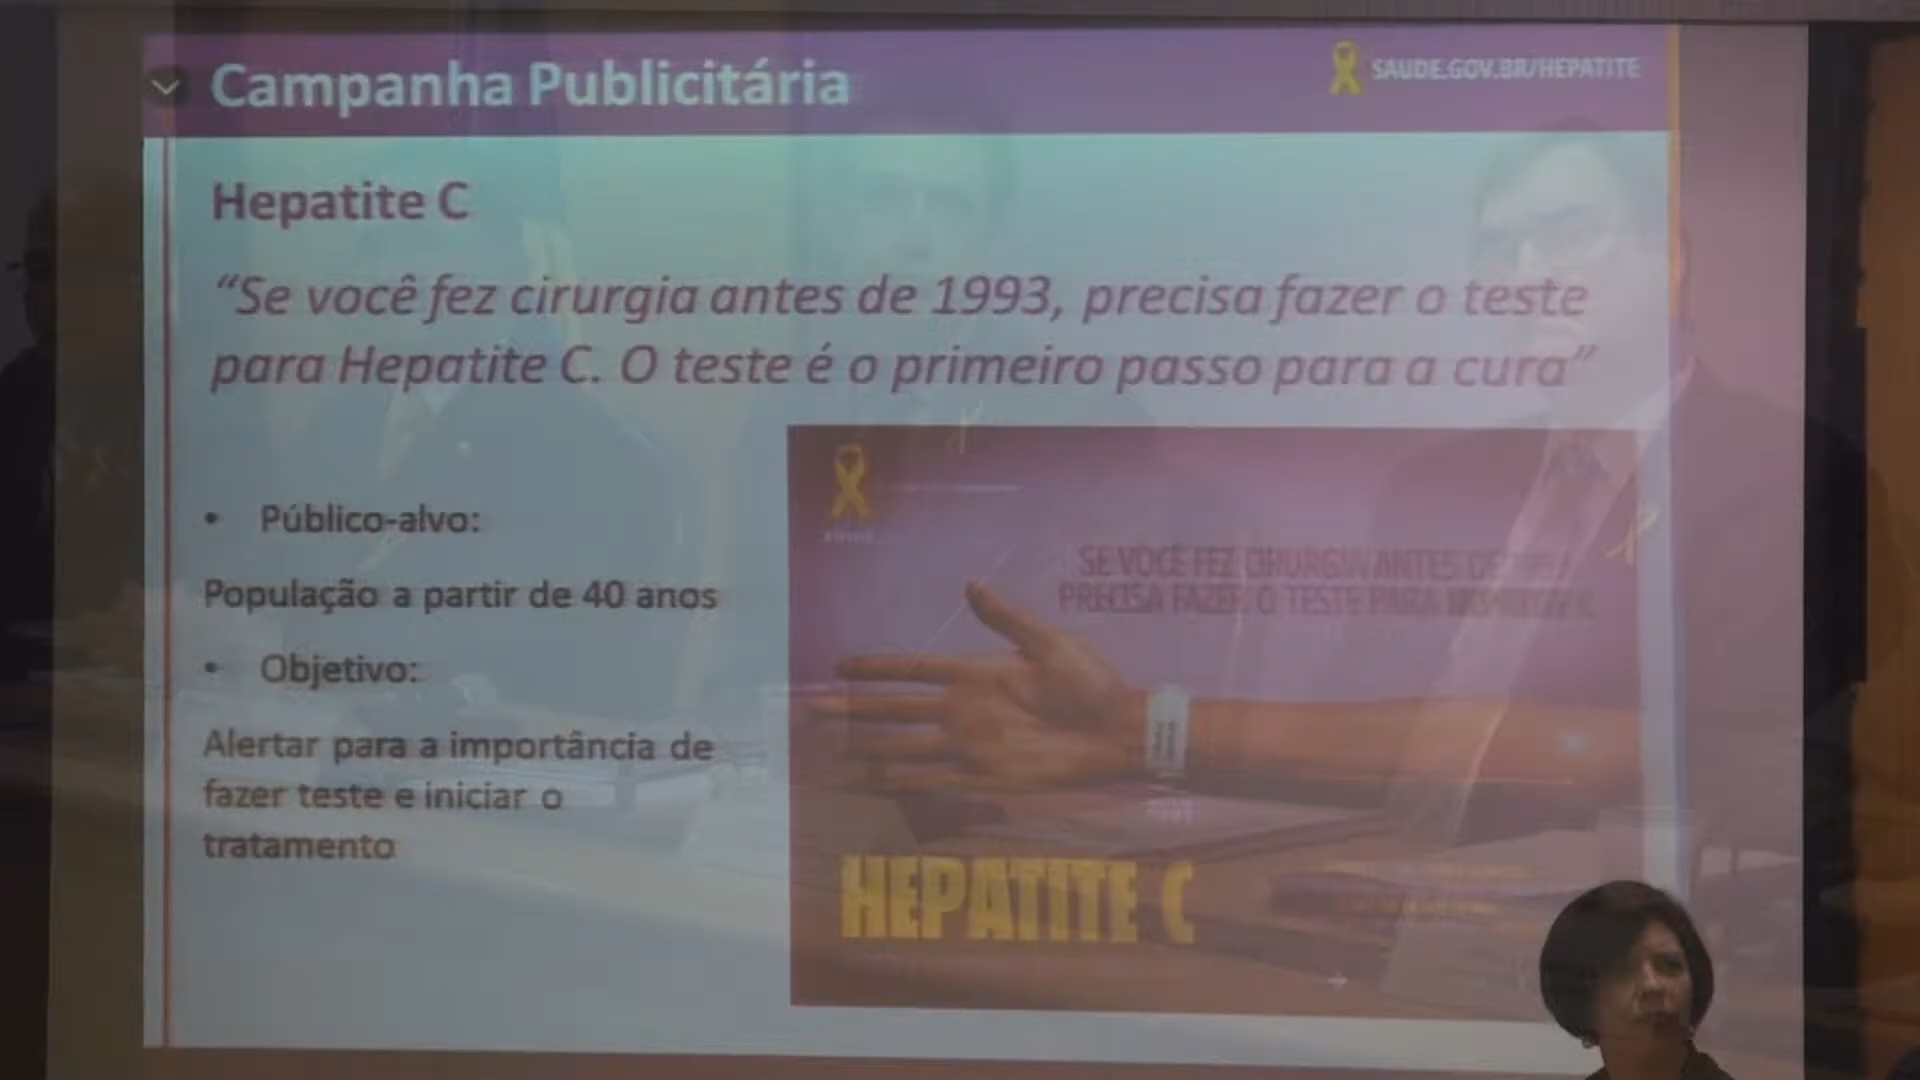 Campanha Publicitária
SAUDE.GOV.BR/HEPATITE
Hepatite C
“Se você fez cirurgia antes de 1993, precisa fazer o teste
para Hepatite C. O teste é o primeiro passo para a cura”
• Público-alvo:
População a partir de 40 anos
• Objetivo:
Alertar para a importância de
fazer teste e iniciar o
tratamento
SE VOCÊ FEZ CIRURGIA ANTES DE
PRECISA FAZER O TESTE PARA
HEPATITE C